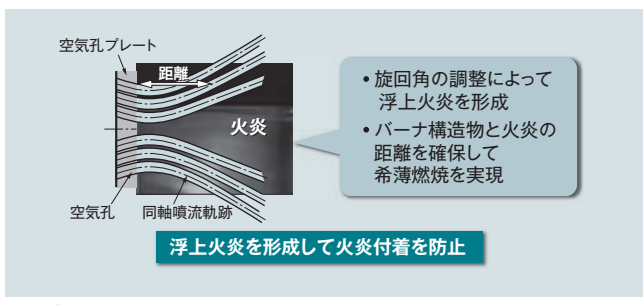 空気孔プレート
距離
火炎
空気孔
同軸噴流軌跡
• 旋回角の調整によって
浮上火炎を形成
• バーナ構造物と火炎の
距離を確保して
希薄燃焼を実現
浮上火炎を形成して火炎付着を防止